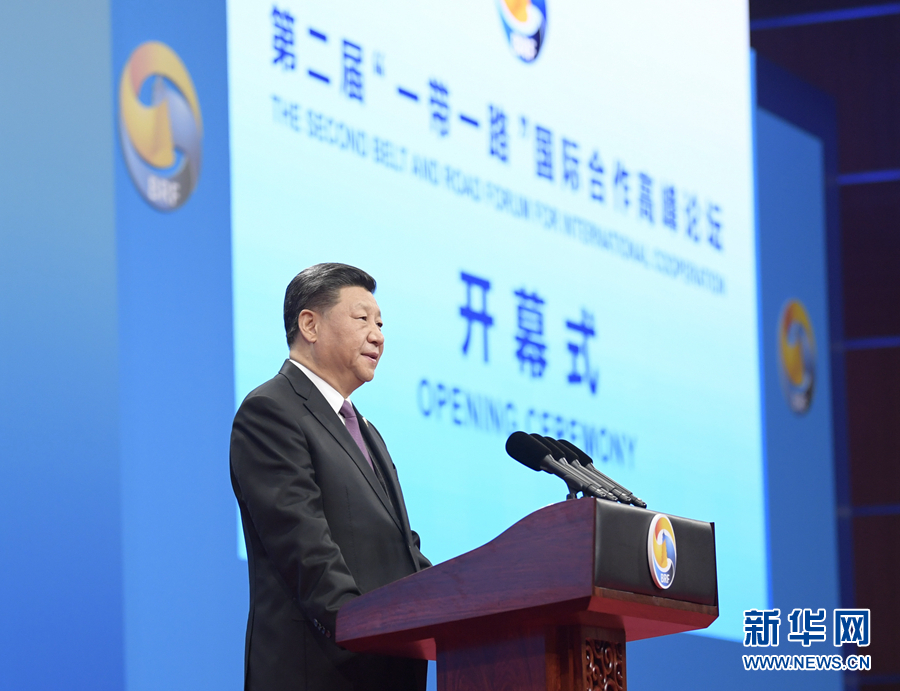 第二届“一带一路”国际合作高峰论坛
THE SECOND BELT AND ROAD FORUM FOR INTERNATIONAL COOPERATION
开幕式
OPENING CEREMONY
BRF
BRF
新华网
WWW.NEWS.CN